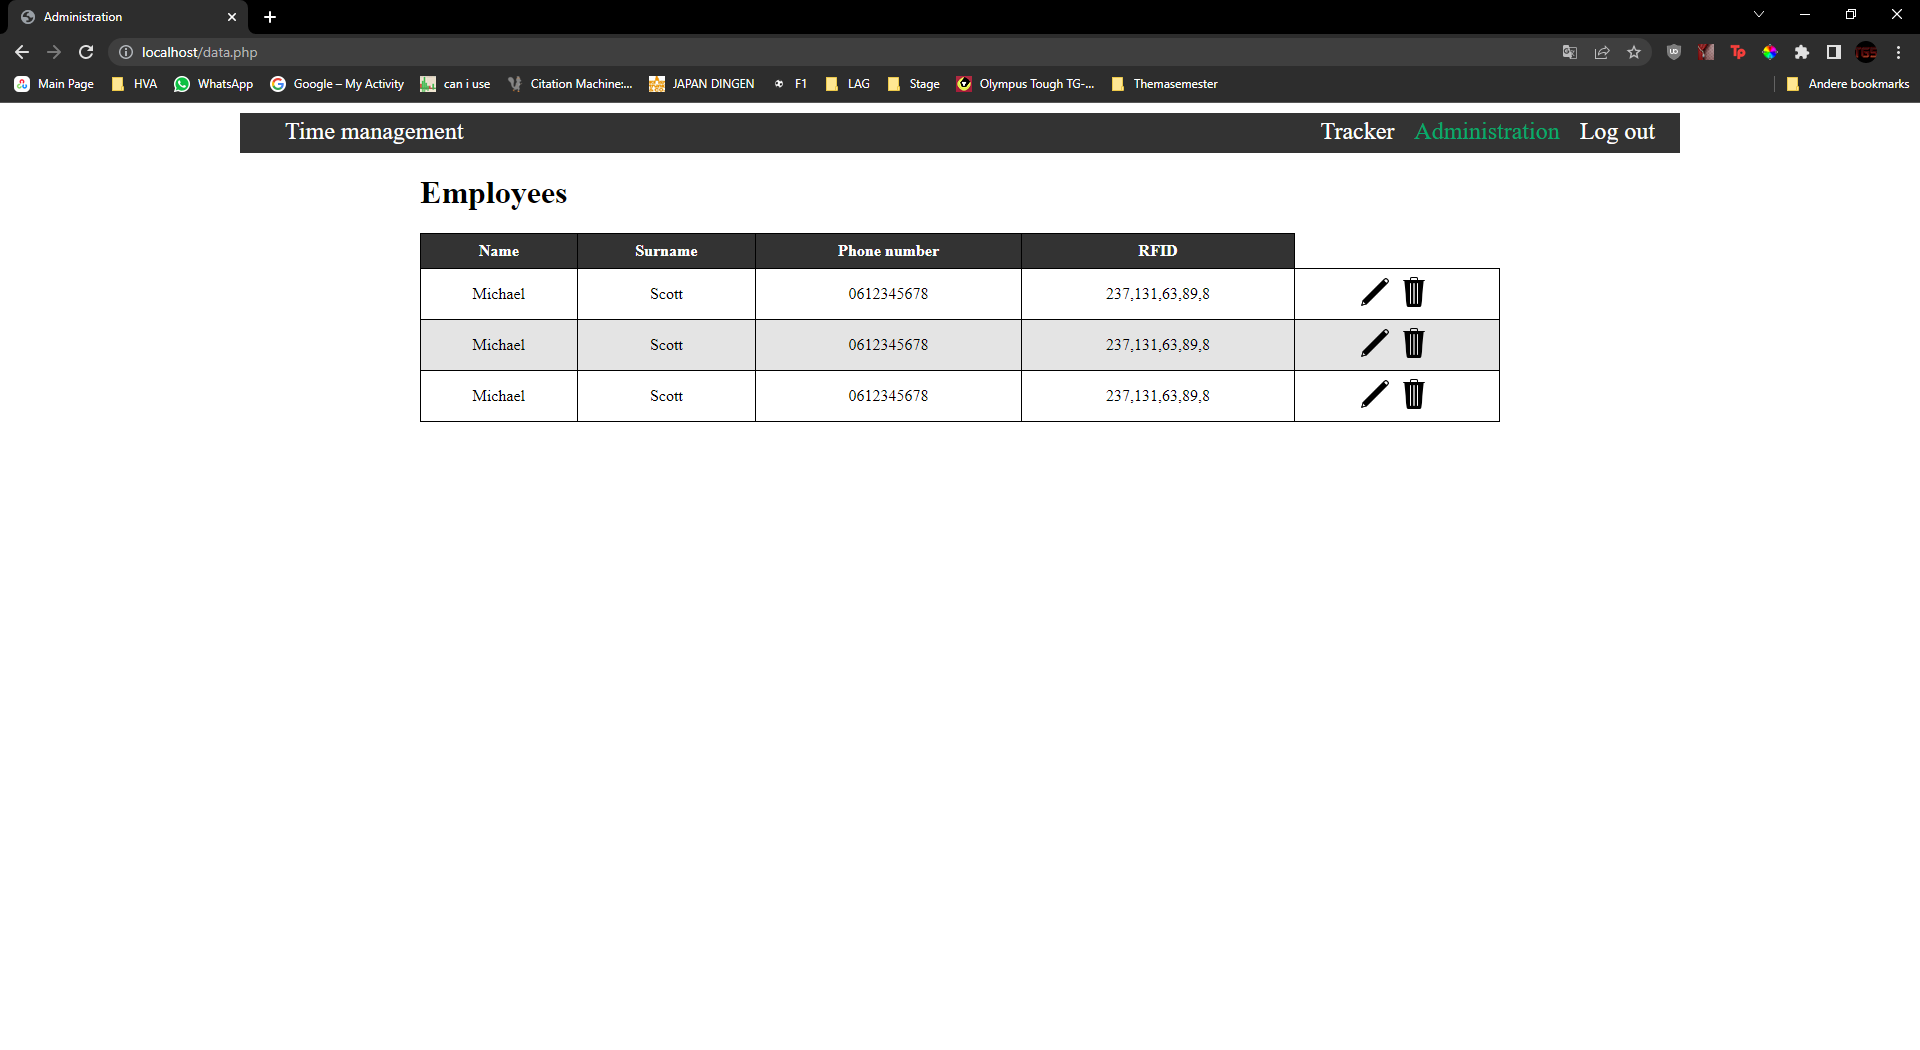 Administration
localhost/data.php
Main Page HVA WhatsApp Google – My Activity can i use Citation Machine:... JAPAN DINGEN F1 LAG Stage Olympus Tough TG-... Themasemester Andere bookmarks
Time management Tracker Administration Log out
Employees
Name Surname Phone number RFID
Michael Scott 0612345678 237,131,63,89,8
Michael Scott 0612345678 237,131,63,89,8
Michael Scott 0612345678 237,131,63,89,8